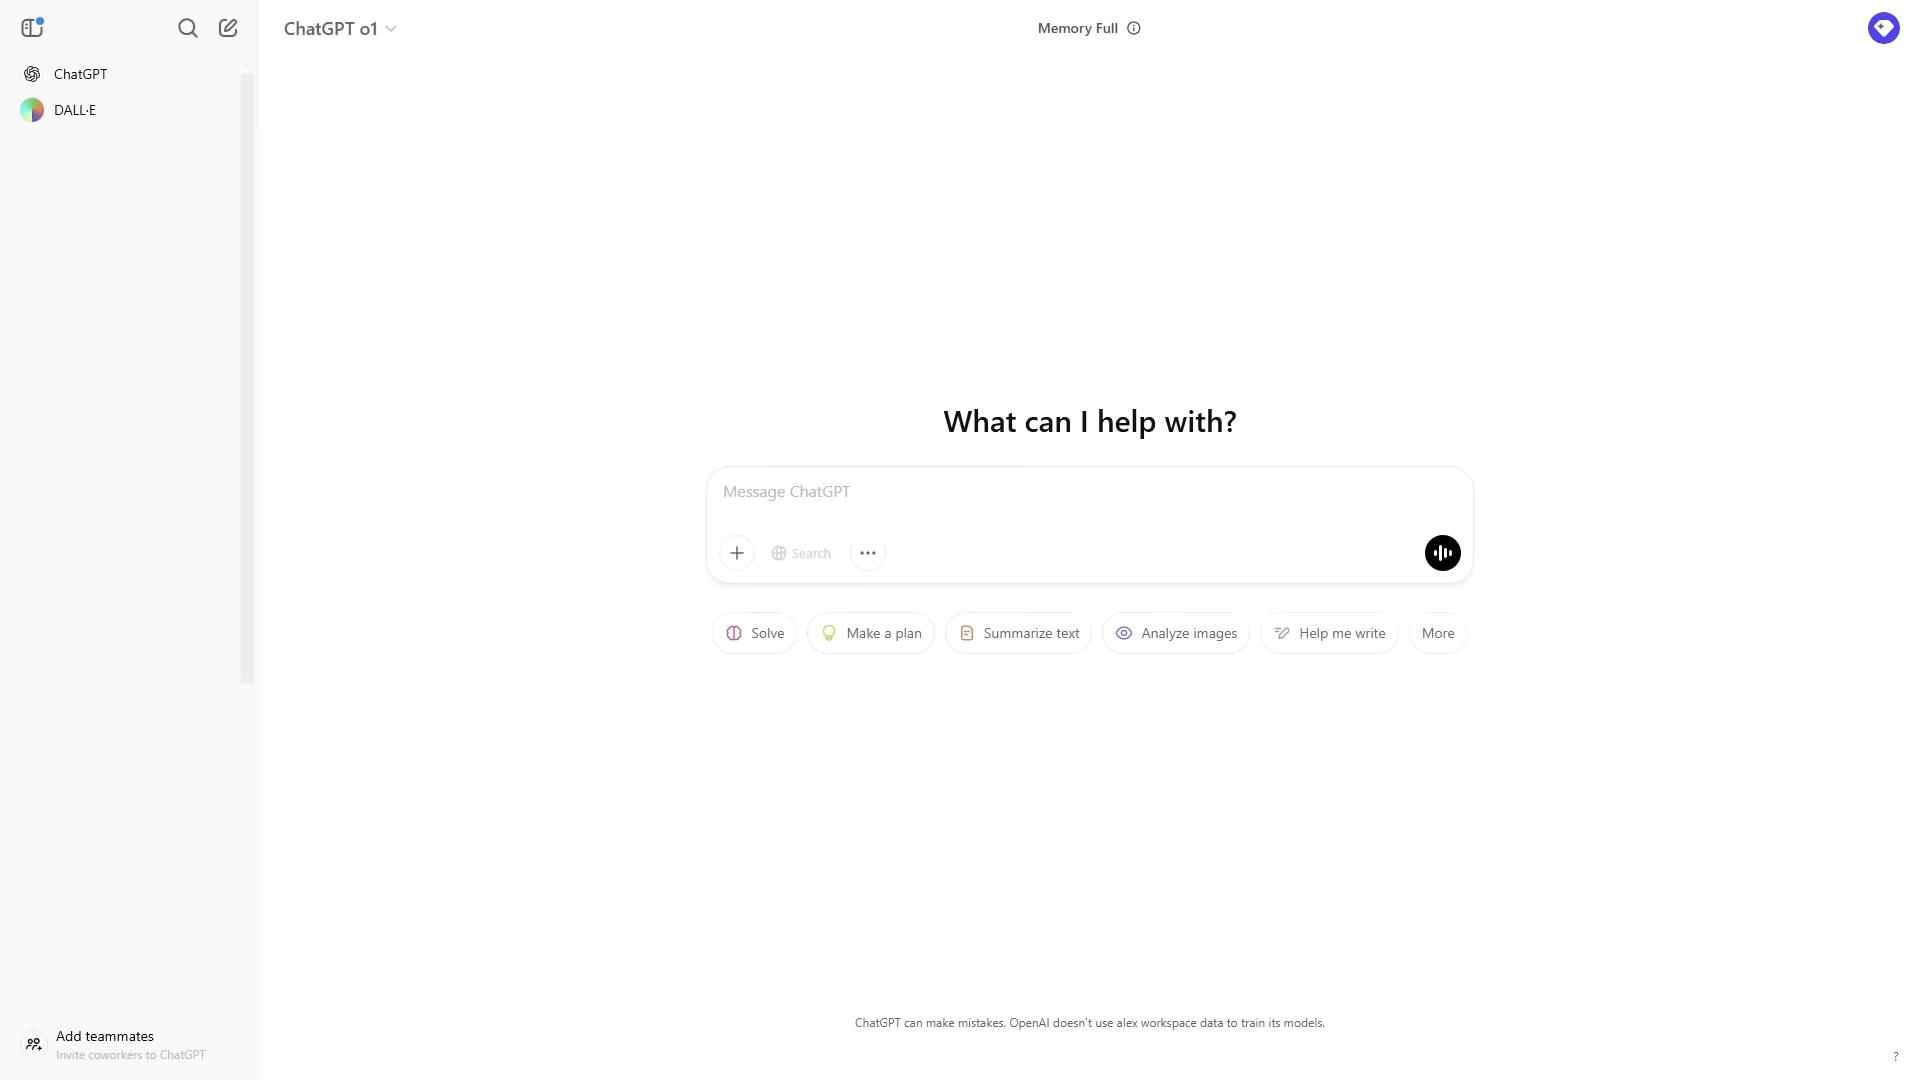 ChatGPT o1
Memory Full
ChatGPT
DALL·E
What can I help with?
Message ChatGPT
Search
Solve
Make a plan
Summarize text
Analyze images
Help me write
More
ChatGPT can make mistakes. OpenAI doesn't use alex workspace data to train its models.
Add teammates
Invite coworkers to ChatGPT
?